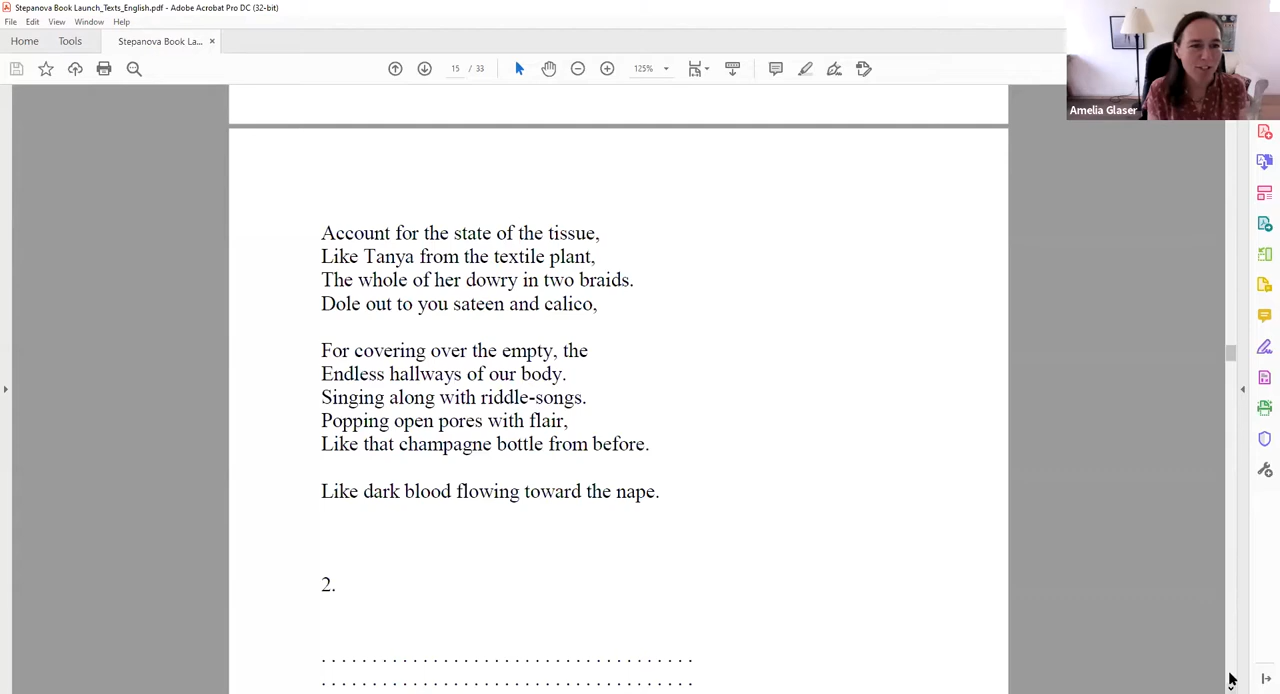 Stepanova Book Launch_Texts_English.pdf - Adobe Acrobat Pro DC (32-bit)
File Edit View Window Help
Home Tools Stepanova Book La... ×
15 / 33 125%
Amelia Glaser
Account for the state of the tissue,
Like Tanya from the textile plant,
The whole of her dowry in two braids.
Dole out to you sateen and calico,
For covering over the empty, the
Endless hallways of our body.
Singing along with riddle-songs.
Popping open pores with flair,
Like that champagne bottle from before.
Like dark blood flowing toward the nape.
2.
. . . . . . . . . . . . . . . . . . . . . . . . . . . . . . . . . . . . .
. . . . . . . . . . . . . . . . . . . . . . . . . . . . . . . . . . . . .